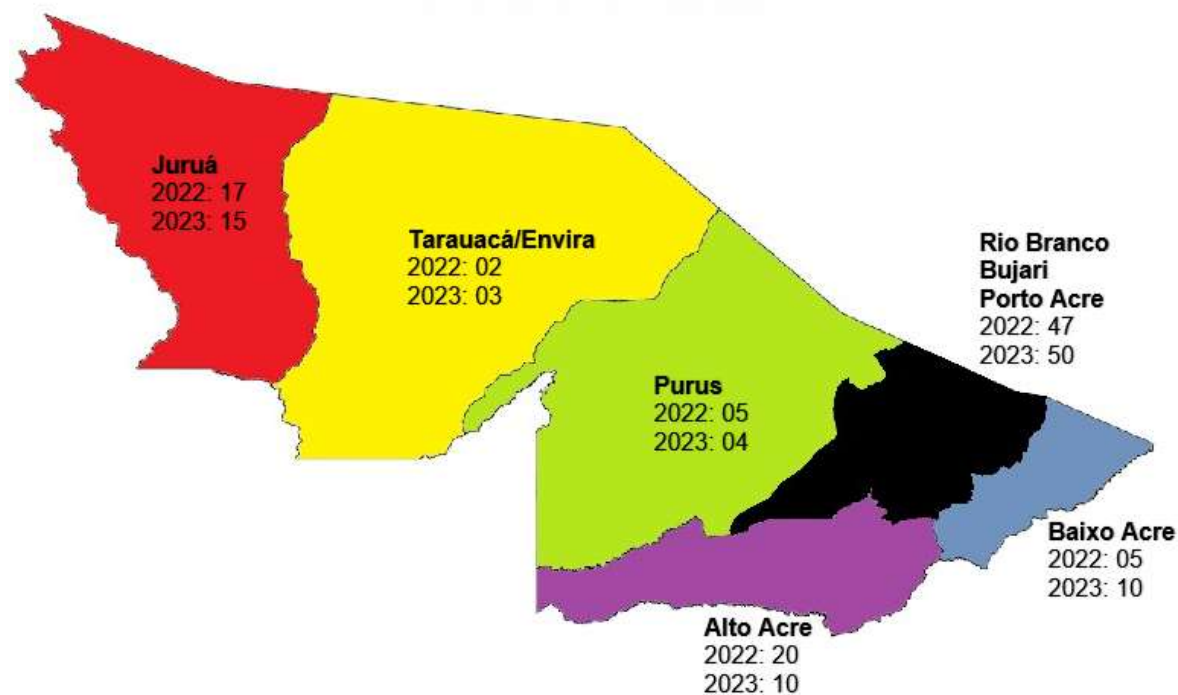 Juruá
2022: 17
2023: 15
Tarauacá/Envira
2022: 02
2023: 03
Rio Branco
Bujari
Porto Acre
2022: 47
2023: 50
Purus
2022: 05
2023: 04
Baixo Acre
2022: 05
2023: 10
Alto Acre
2022: 20
2023: 10